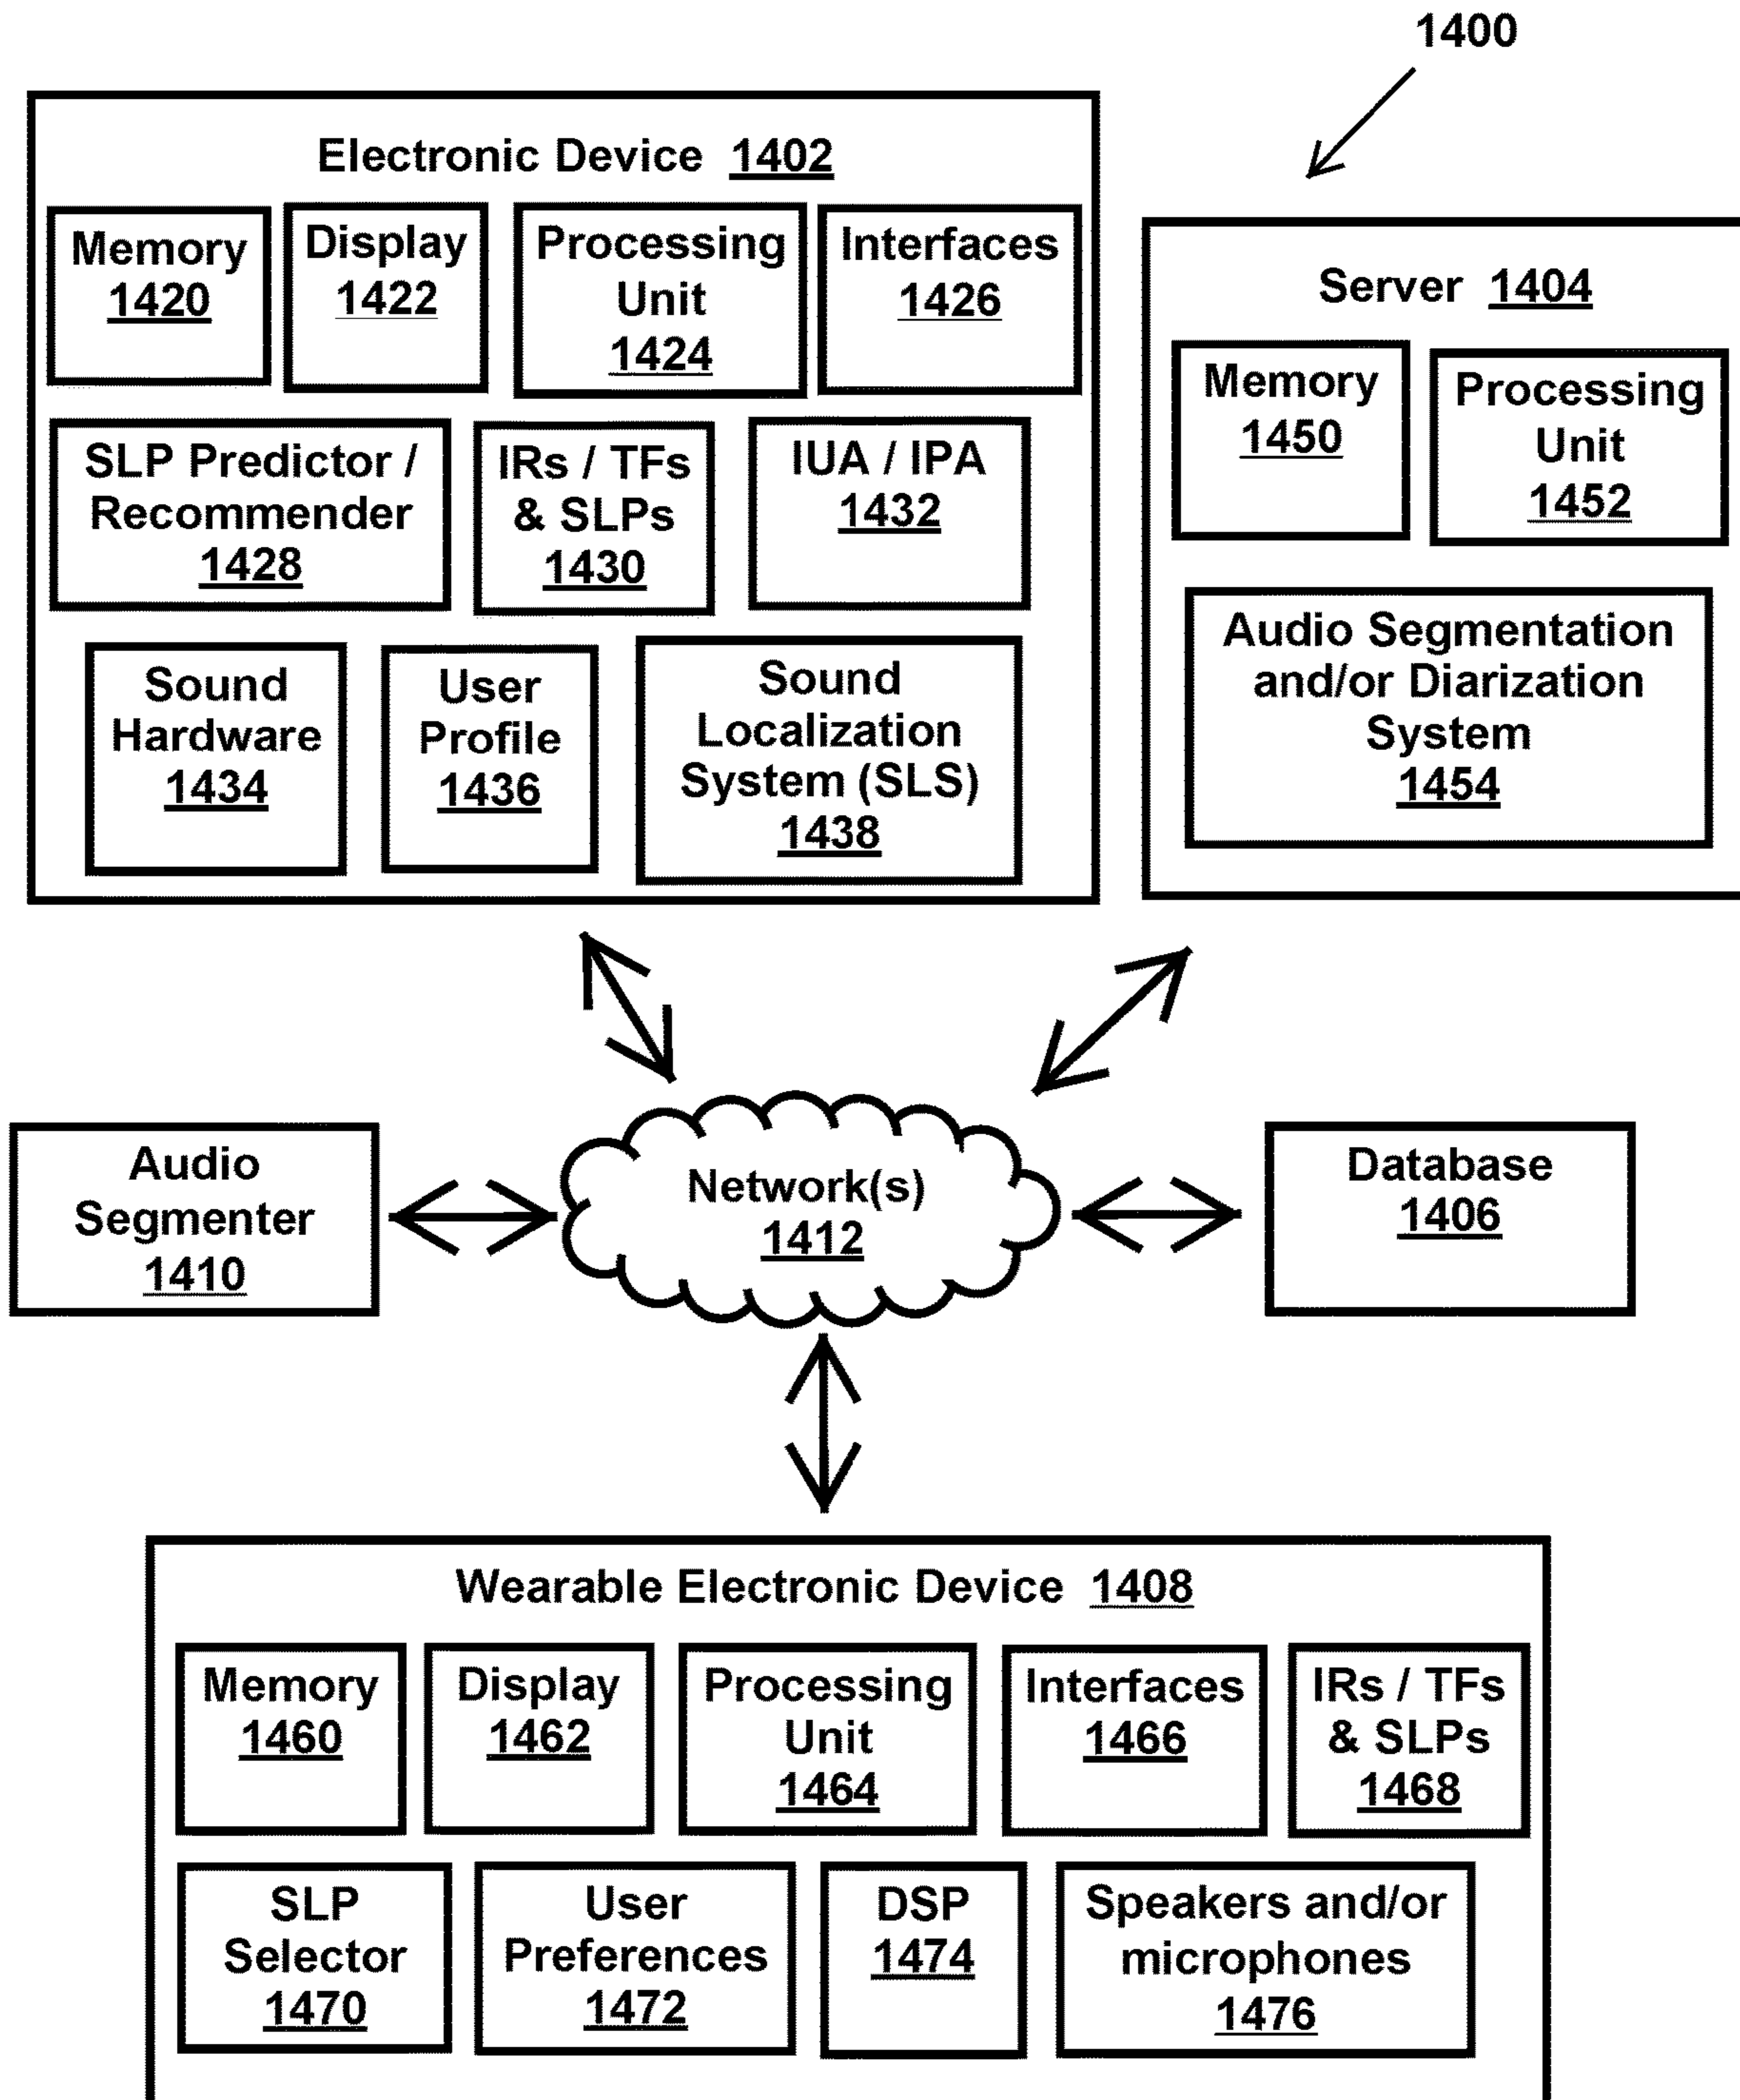 1400
Electronic Device 1402
Memory
1420
Display
1422
Processing
Unit
1424
Interfaces
1426
SLP Predictor /
Recommender
1428
IRs / TFs
& SLPs
1430
IUA / IPA
1432
Sound
Hardware
1434
User
Profile
1436
Sound
Localization
System (SLS)
1438
Server 1404
Memory
1450
Processing
Unit
1452
Audio Segmentation
and/or Diarization
System
1454
Audio
Segmenter
1410
Network(s)
1412
Database
1406
Wearable Electronic Device 1408
Memory
1460
Display
1462
Processing
Unit
1464
Interfaces
1466
IRs / TFs
& SLPs
1468
SLP
Selector
1470
User
Preferences
1472
DSP
1474
Speakers and/or
microphones
1476